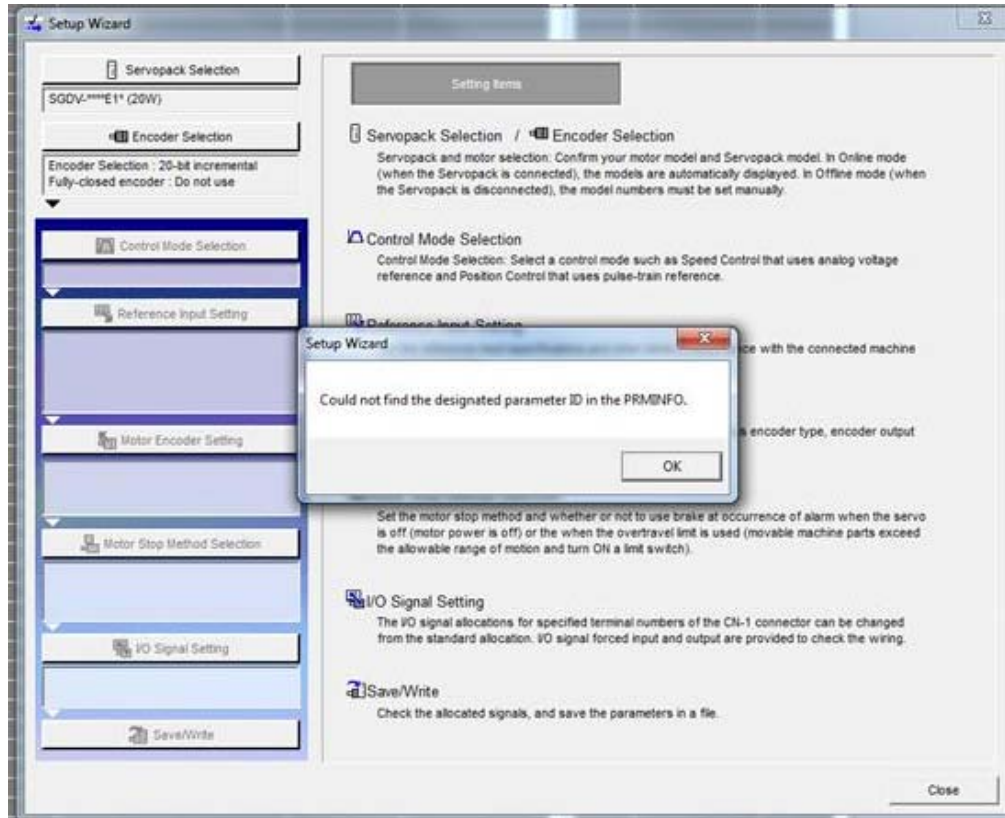 Setup Wizard
Servopack Selection
SGDV-****E1* (20W)
Encoder Selection
Encoder Selection : 20-bit incremental
Fully-closed encoder : Do not use
Control Mode Selection
Reference Input Setting
Motor Encoder Setting
Motor Stop Method Selection
I/O Signal Setting
Save/Write
Setting Items
Servopack Selection / Encoder Selection
Servopack and motor selection: Confirm your motor model and Servopack model. In Online mode
(when the Servopack is connected), the models are automatically displayed. In Offline mode (when
the Servopack is disconnected), the model numbers must be set manually.
Control Mode Selection
Control Mode Selection: Select a control mode such as Speed Control that uses analog voltage
reference and Position Control that uses pulse-train reference.
Reference Input Setting
ce with the connected machine
s encoder type, encoder output
Setup Wizard
Could not find the designated parameter ID in the PRMINFO.
OK
Set the motor stop method and whether or not to use brake at occurrence of alarm when the servo
is off (motor power is off) or the when the overtravel limit is used (movable machine parts exceed
the allowable range of motion and turn ON a limit switch).
I/O Signal Setting
The I/O signal allocations for specified terminal numbers of the CN-1 connector can be changed
from the standard allocation. I/O signal forced input and output are provided to check the wiring.
Save/Write
Check the allocated signals, and save the parameters in a file.
Close